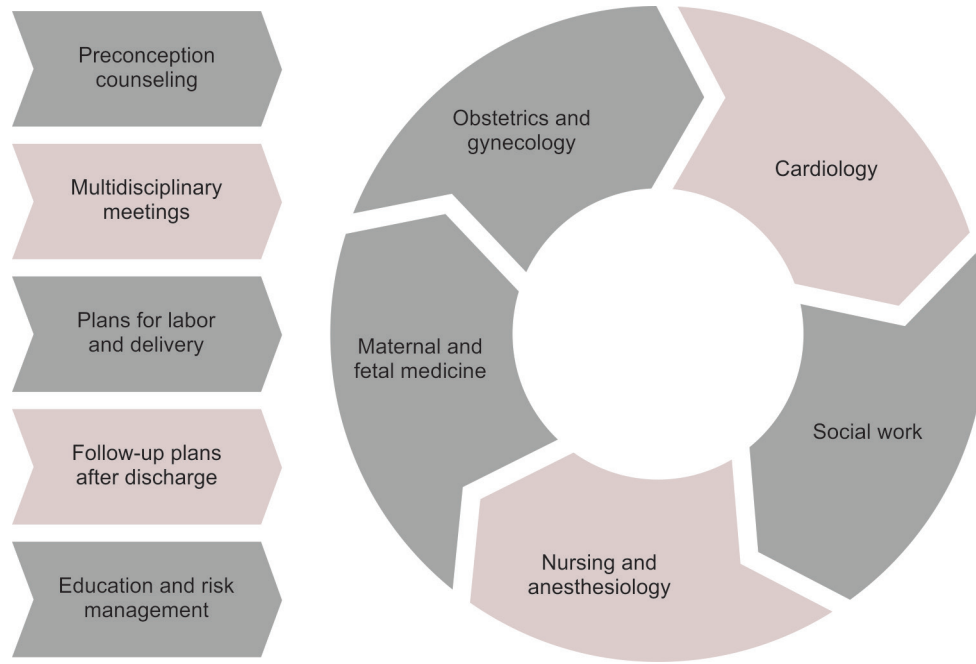 Preconception
counseling
Multidisciplinary
meetings
Plans for labor
and delivery
Follow-up plans
after discharge
Education and risk
management
Obstetrics and
gynecology
Cardiology
Social work
Nursing and
anesthesiology
Maternal and
fetal medicine